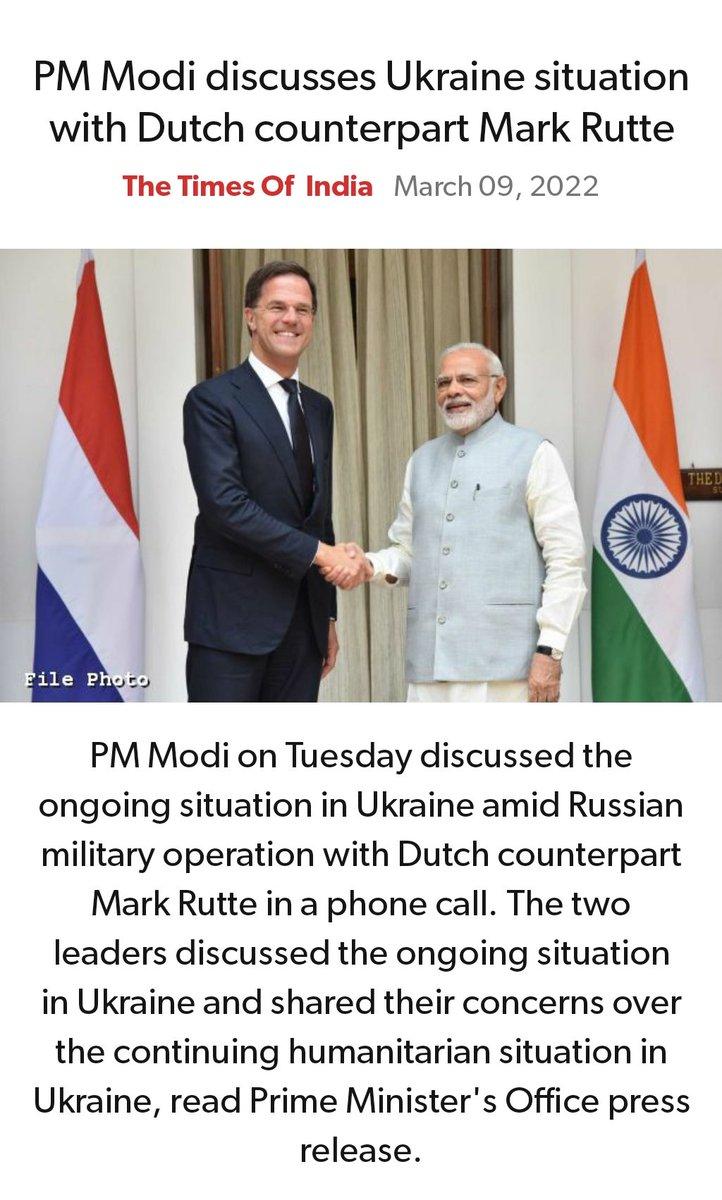 PM Modi discusses Ukraine situation
with Dutch counterpart Mark Rutte
The Times Of India March 09, 2022
THE D
File Photo
PM Modi on Tuesday discussed the
ongoing situation in Ukraine amid Russian
military operation with Dutch counterpart
Mark Rutte in a phone call. The two
leaders discussed the ongoing situation
in Ukraine and shared their concerns over
the continuing humanitarian situation in
Ukraine, read Prime Minister's Office press
release.